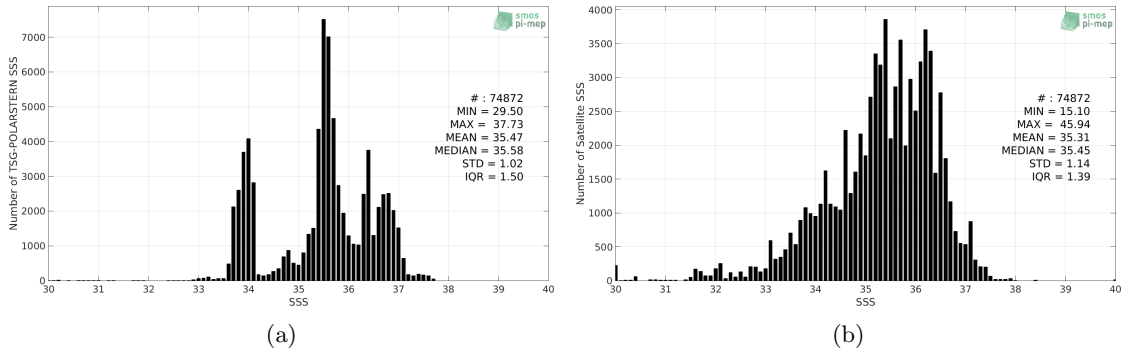 smos
pi-mep
Number of TSG-POLARSTERN SSS
7000
6000
5000
4000
3000
2000
1000
0
# : 74872
MIN = 29.50
MAX = 37.73
MEAN = 35.47
MEDIAN = 35.58
STD = 1.02
IQR = 1.50
30 31 32 33 34 35 36 37 38 39 40
SSS
(a)
smos
pi-mep
Number of Satellite SSS
4000
3500
3000
2500
2000
1500
1000
500
0
# : 74872
MIN = 15.10
MAX = 45.94
MEAN = 35.31
MEDIAN = 35.45
STD = 1.14
IQR = 1.39
30 31 32 33 34 35 36 37 38 39 40
SSS
(b)